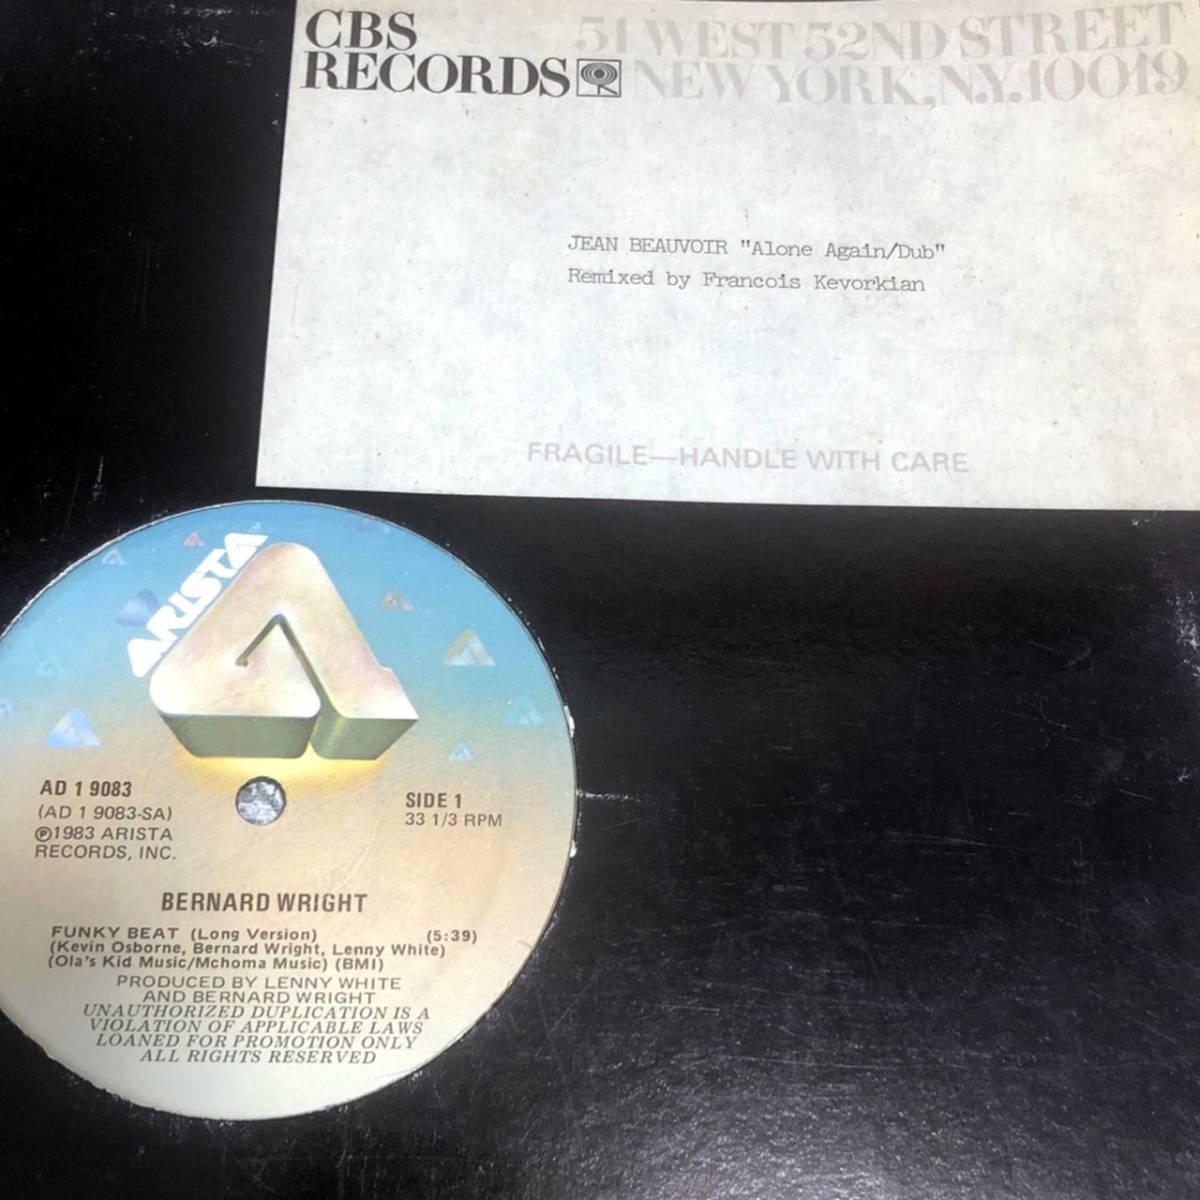 CBS
RECORDS
51 WEST 52ND STREET
NEW YORK, N.Y. 10019
JEAN BEAUVOIR "Alone Again/Dub"
Remixed by Francois Kevorkian
FRAGILE—HANDLE WITH CARE
ARISTA™
AD 1 9083
(AD 1 9083-SA)
℗1983 ARISTA
RECORDS, INC.
SIDE 1
33 1/3 RPM
BERNARD WRIGHT
FUNKY BEAT (Long Version) (5:39)
(Kevin Osborne, Bernard Wright, Lenny White)
(Ola's Kid Music/Mchoma Music) (BMI)
PRODUCED BY LENNY WHITE
AND BERNARD WRIGHT
UNAUTHORIZED DUPLICATION IS A
VIOLATION OF APPLICABLE LAWS
LOANED FOR PROMOTION ONLY
ALL RIGHTS RESERVED